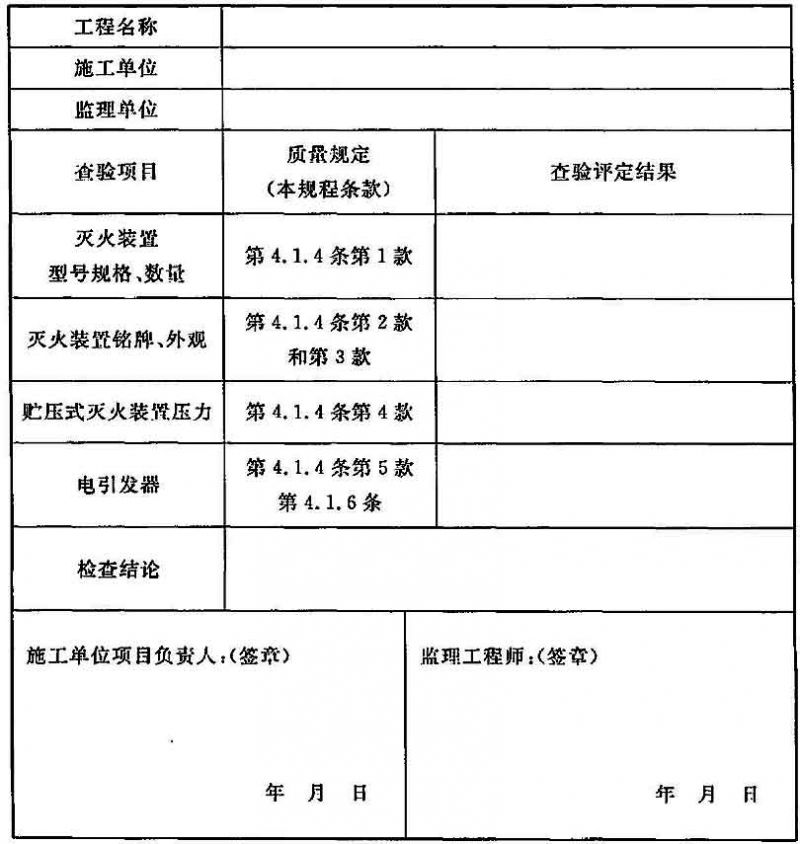 工程名称
施工单位
监理单位
查验项目
质量规定
(本规程条款)
查验评定结果
灭火装置
型号规格、数量
第 4.1.4 条第 1 款
灭火装置铭牌、外观
第 4.1.4 条第 2 款
和第 3 款
贮压式灭火装置压力
第 4.1.4 条第 4 款
电引发器
第 4.1.4 条第 5 款
第 4.1.6 条
检查结论
施工单位项目负责人:(签章)
监理工程师:(签章)
年 月 日
年 月 日